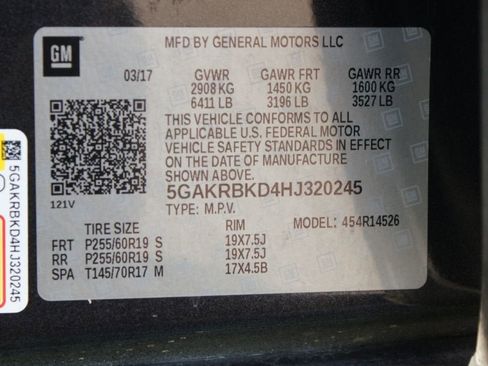 GM
MFD BY GENERAL MOTORS LLC
03/17 GVWR GAWR FRT GAWR RR
2908 KG 1450 KG 1600 KG
6411 LB 3196 LB 3527 LB
THIS VEHICLE CONFORMS TO ALL
APPLICABLE U.S. FEDERAL MOTOR
VEHICLE SAFETY STANDARDS IN EFFECT
ON THE DATE OF MANUFACTURE
SHOWN ABOVE.
121V 5GAKRBKD4HJ320245
TYPE: M.P.V. MODEL: 454R14526
TIRE SIZE RIM
FRT P255/60R19 S 19X7.5J
RR P255/60R19 S 19X7.5J
SPA T145/70R17 M 17X4.5B
5GAKRBKD4HJ320245